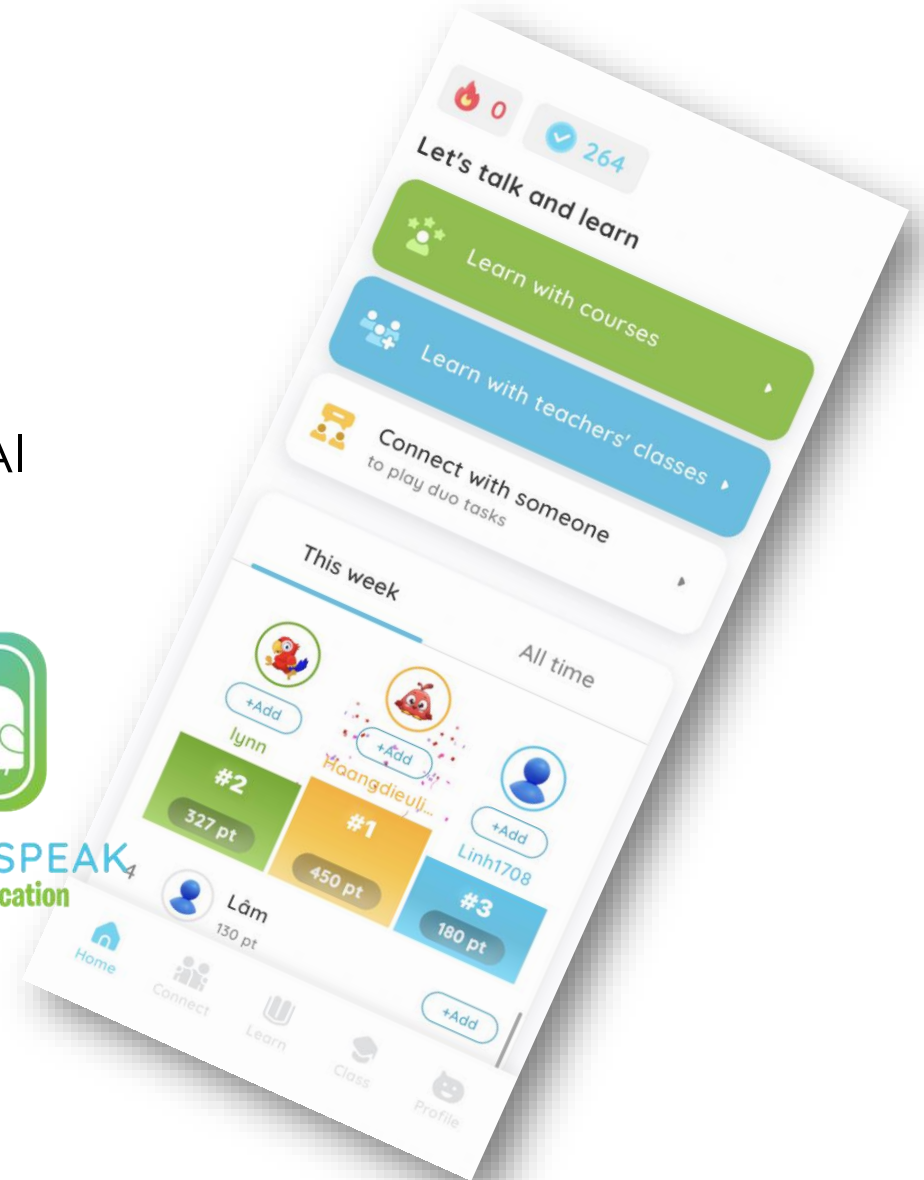 0
264
Let's talk and learn
Learn with courses
Learn with teachers' classes
Connect with someone
to play duo tasks
This week
All time
+Add
lynn
#2
327 pt
+Add
Haangdieuli...
#1
450 pt
+Add
Linh1708
#3
180 pt
4
Lâm
130 pt
+Add
Home
Connect
Learn
Class
Profile
AI
SPEAK
cation